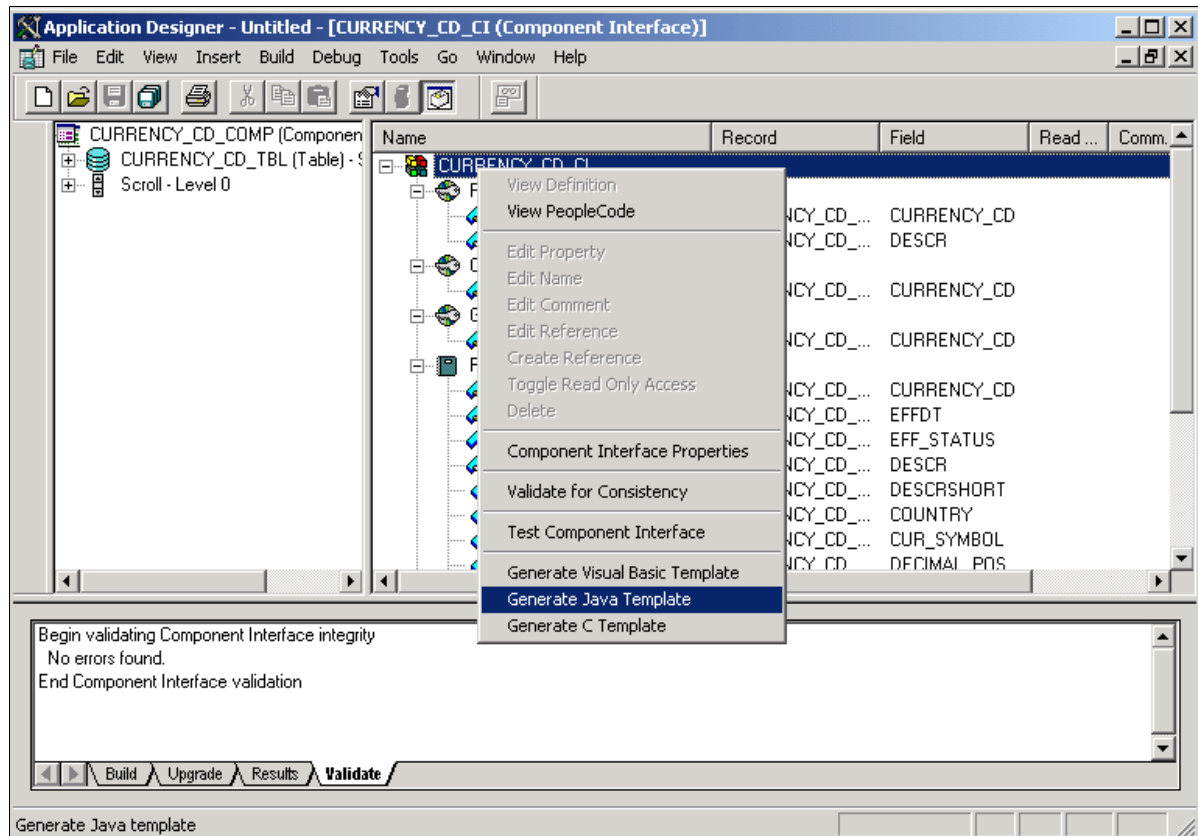 Application Designer - Untitled - [CURRENCY_CD_CI (Component Interface)]
File Edit View Insert Build Debug Tools Go Window Help
CURRENCY_CD_COMP (Componen
CURRENCY_CD_TBL (Table) - S
Scroll - Level 0
Name Record Field Read ... Comm.
CURRENCY_CD_CI
NCY_CD_... CURRENCY_CD
NCY_CD_... DESCR
NCY_CD_... CURRENCY_CD
NCY_CD_... CURRENCY_CD
NCY_CD_... CURRENCY_CD
NCY_CD_... EFFDT
NCY_CD_... EFF_STATUS
NCY_CD_... DESCR
NCY_CD_... DESCRSHORT
NCY_CD_... COUNTRY
NCY_CD_... CUR_SYMBOL
NCY_CD DECIMAL_POS
View Definition
View PeopleCode
Edit Property
Edit Name
Edit Comment
Edit Reference
Create Reference
Toggle Read Only Access
Delete
Component Interface Properties
Validate for Consistency
Test Component Interface
Generate Visual Basic Template
Generate Java Template
Generate C Template
Begin validating Component Interface integrity
No errors found.
End Component Interface validation
Build Upgrade Results Validate
Generate Java template